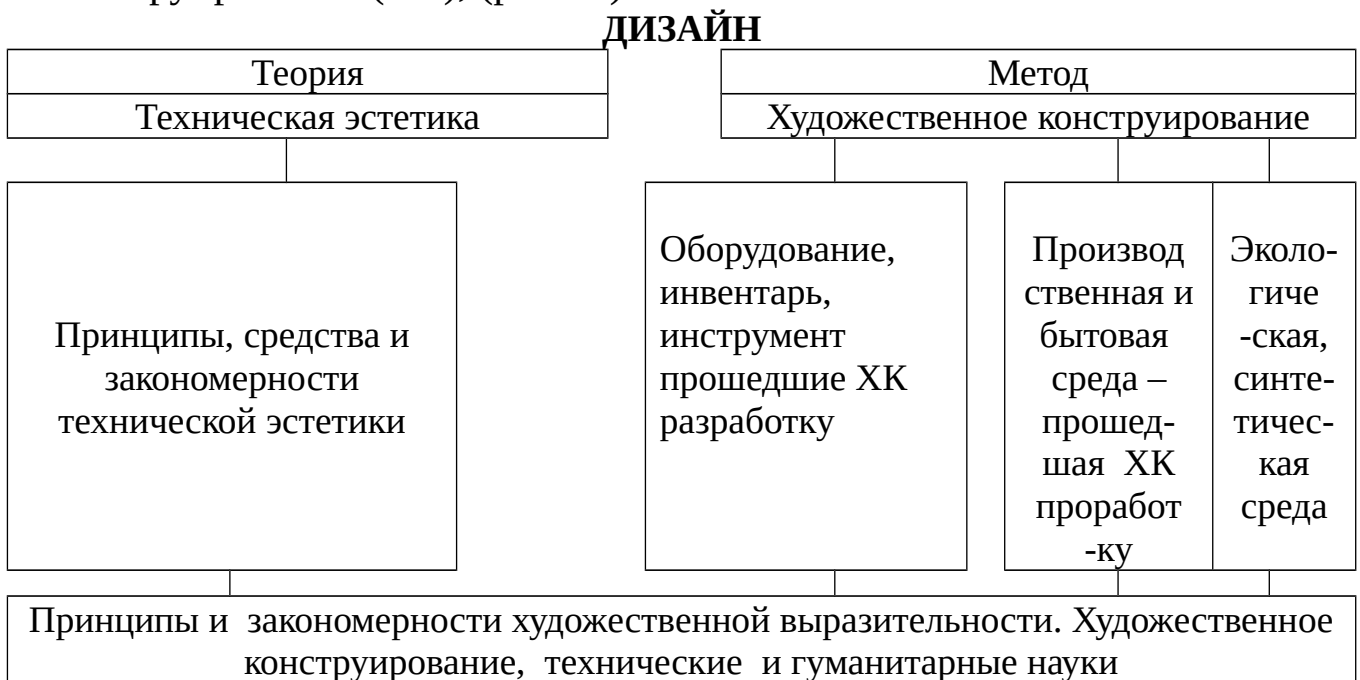 ДИЗАЙН
Теория
Техническая эстетика
Метод
Художественное конструирование
Принципы, средства и
закономерности
технической эстетики
Оборудование,
инвентарь,
инструмент
прошедшие ХК
разработку
Производ
ственная и
бытовая
среда –
прошед-
шая  ХК
проработ
-ку
Эколо-
гиче
-ская,
синте-
тичес-
кая
среда
Принципы и  закономерности художественной выразительности. Художественное
конструирование,  технические  и гуманитарные науки